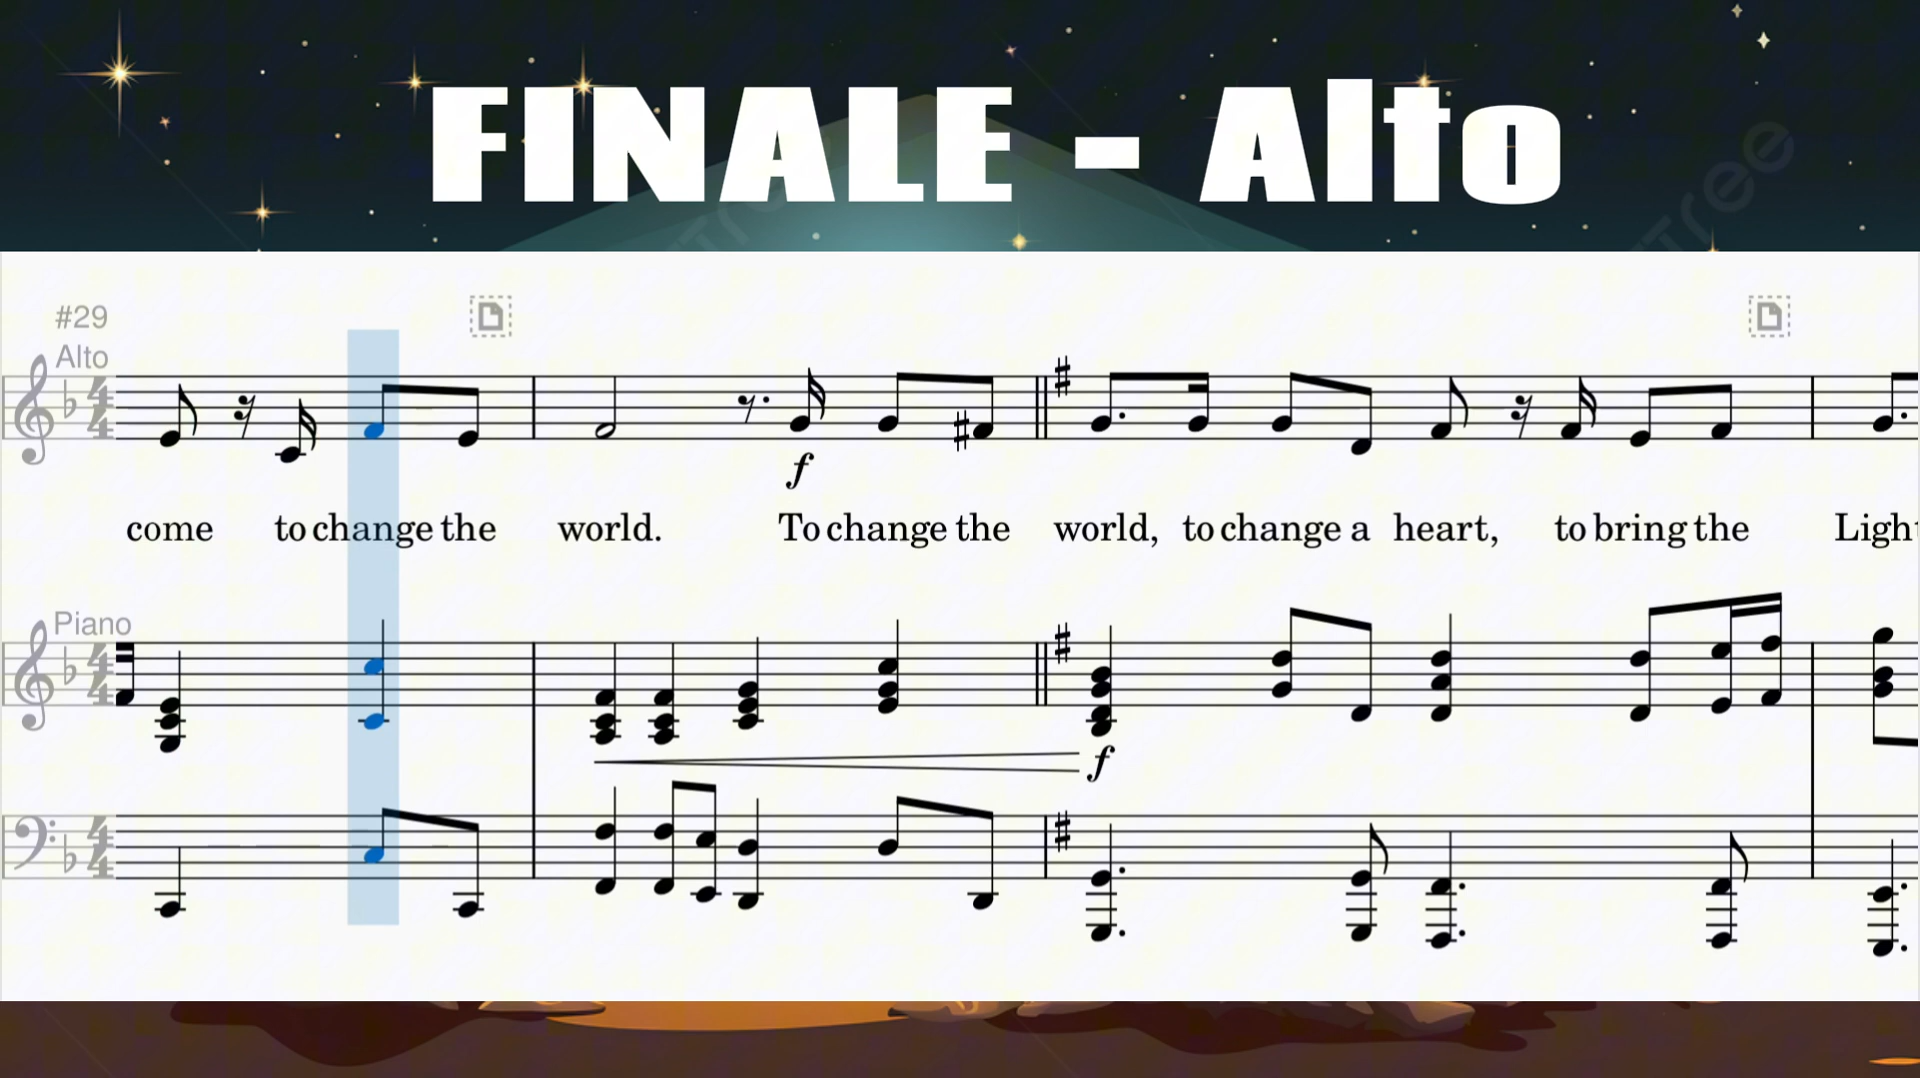 FINALE - Alto
#29
Alto
come to change the world. To change the world, to change a heart, to bring the Light
f
Piano
f